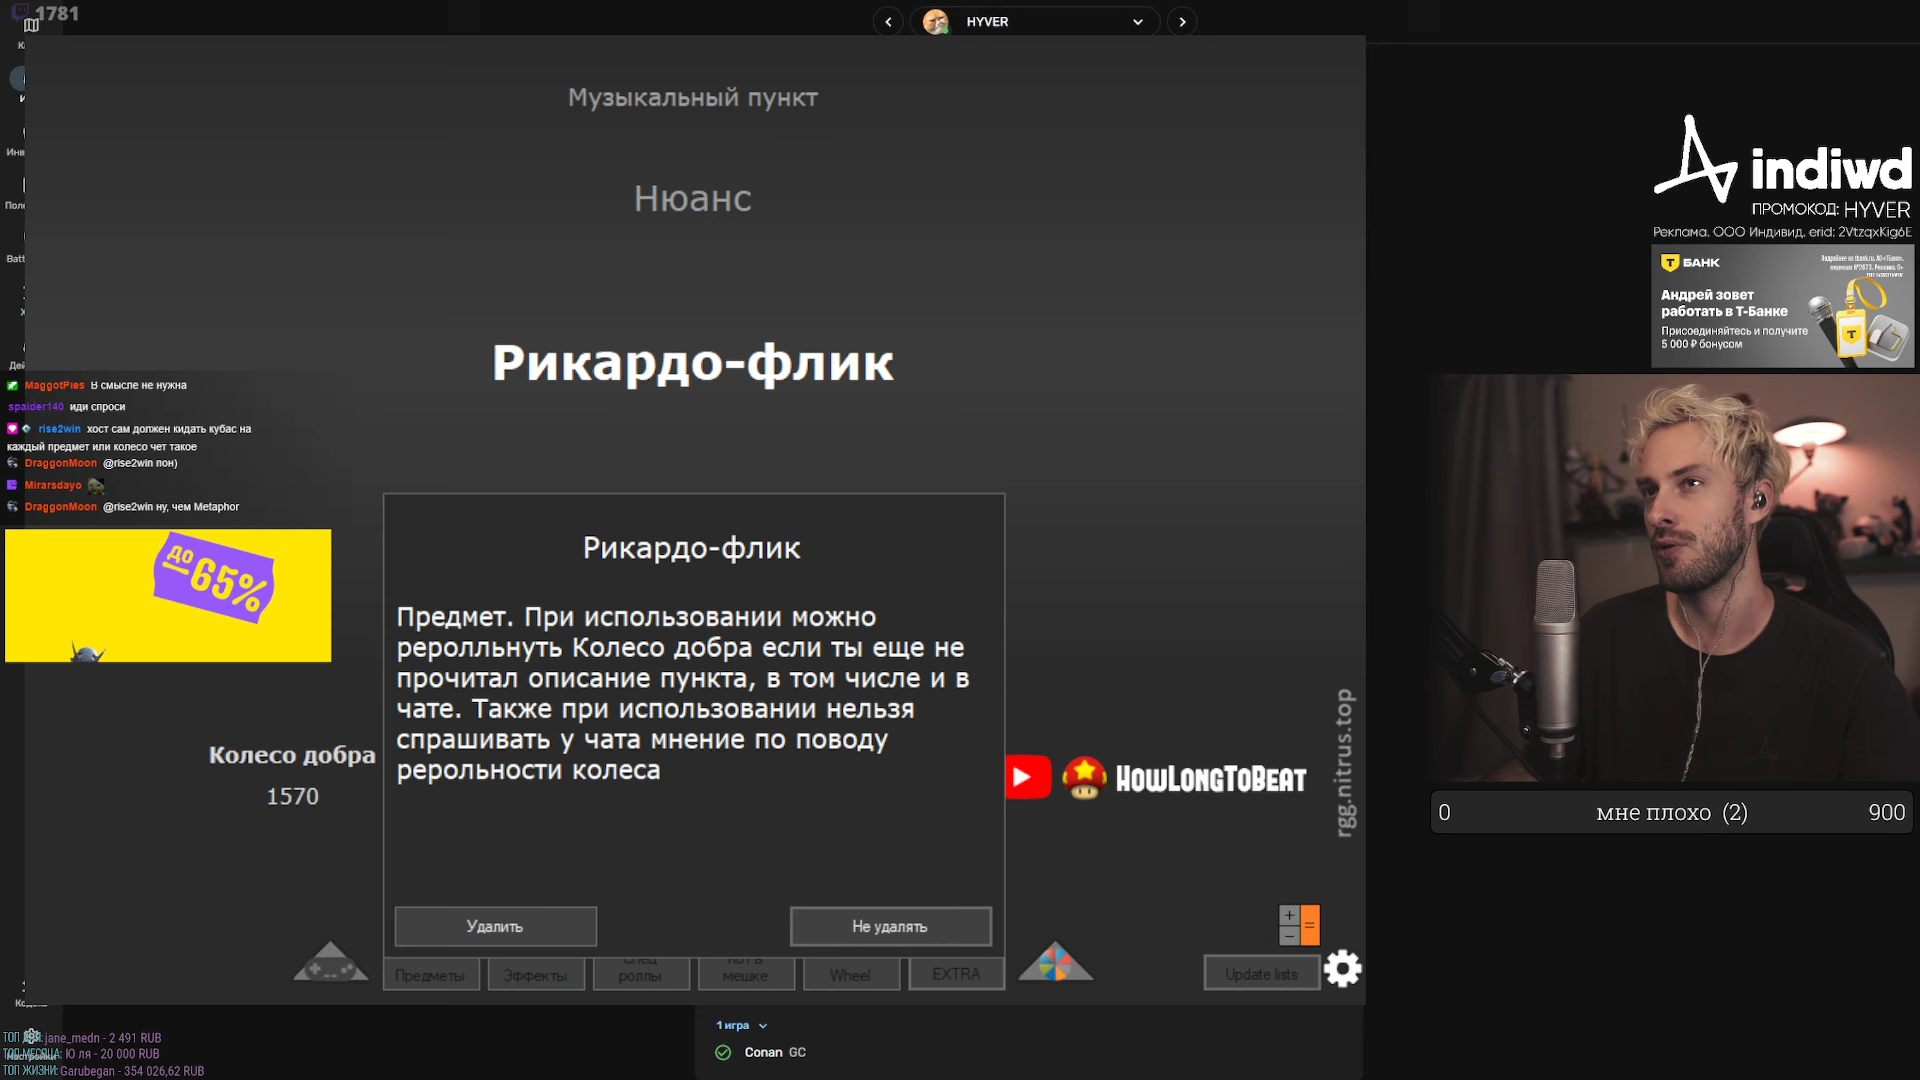 1781
HYVER
Музыкальный пункт
Нюанс
Рикардо-флик
indiwd
ПРОМОКОД: HYVER
Реклама. ООО Индивид. erid: 2VtzqxKig6E
Т БАНК
Андрей зовет
работать в Т-Банке
Присоединяйтесь и получите
5 000 ₽ бонусом
MaggotPies В смысле не нужна
spaider140 иди спроси
rise2win хост сам должен кидать кубас на
каждый предмет или колесо чет такое
DraggonMoon @rise2win пон)
Mirarsdayo
DraggonMoon @rise2win ну, чем Metaphor
до 65%
Рикардо-флик
Предмет. При использовании можно
реролльнуть Колесо добра если ты еще не
прочитал описание пункта, в том числе и в
чате. Также при использовании нельзя
спрашивать у чата мнение по поводу
рерольности колеса
Удалить
Не удалять
Колесо добра
1570
HowLongToBeat
rgg.nitrus.top
0 мне плохо (2) 900
Предметы
Эффекты
Спец
роллы
Кот в
мешке
Wheel
EXTRA
+
−
=
Update lists
1 игра
Conan GC
Настройки
jane_medn - 2 491 RUB
ТОП МЕСЯЦА: Ю ля - 20 000 RUB
ТОП ЖИЗНИ: Garubegan - 354 026,62 RUB